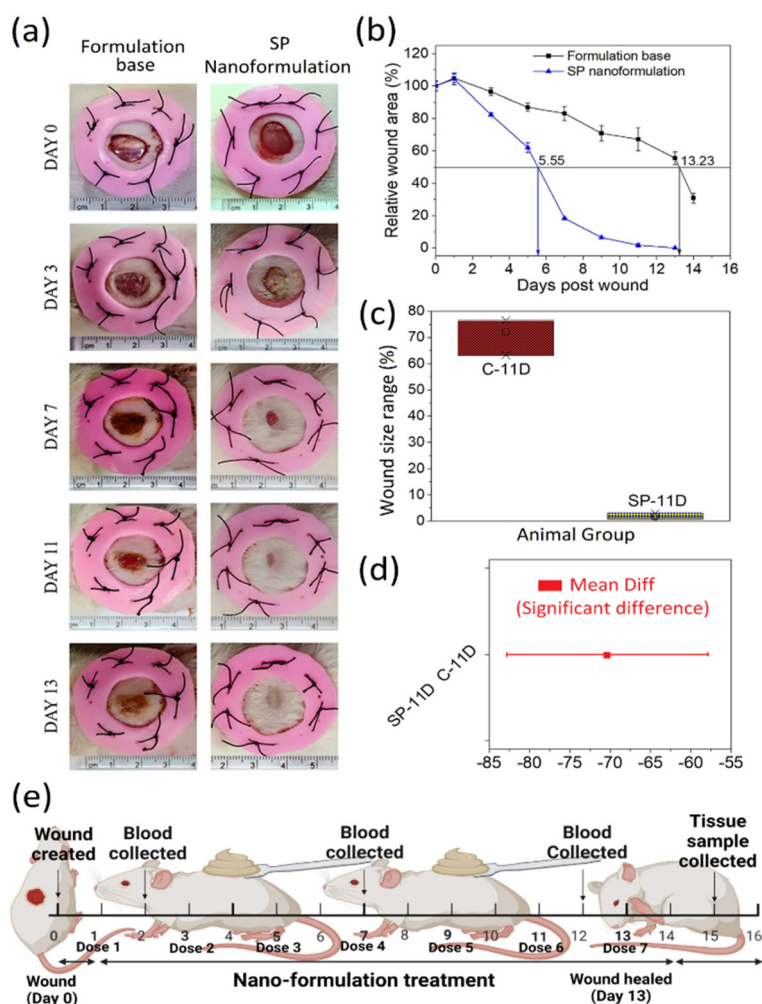 (a)
Formulation
base
SP
Nanoformulation
DAY 0
DAY 3
DAY 7
DAY 11
DAY 13
cm 1 2 3 4
(b)
Relative wound area (%)
120
100
80
60
40
20
0
Formulation base
SP nanoformulation
5.55
13.23
0 2 4 6 8 10 12 14 16
Days post wound
(c)
Wound size range (%)
80
70
60
50
40
30
20
10
0
C-11D
SP-11D
Animal Group
(d)
Mean Diff
(Significant difference)
SP-11D C-11D
-85 -80 -75 -70 -65 -60 -55
(e)
Wound
created
Blood
collected
Blood
collected
Blood
Collected
Tissue
sample
collected
0 1 2 3 4 5 6 7 8 9 10 11 12 13 14 15 16
Dose 1 Dose 2 Dose 3 Dose 4 Dose 5 Dose 6 Dose 7
Wound
(Day 0)
Nano-formulation treatment
Wound healed
(Day 13)